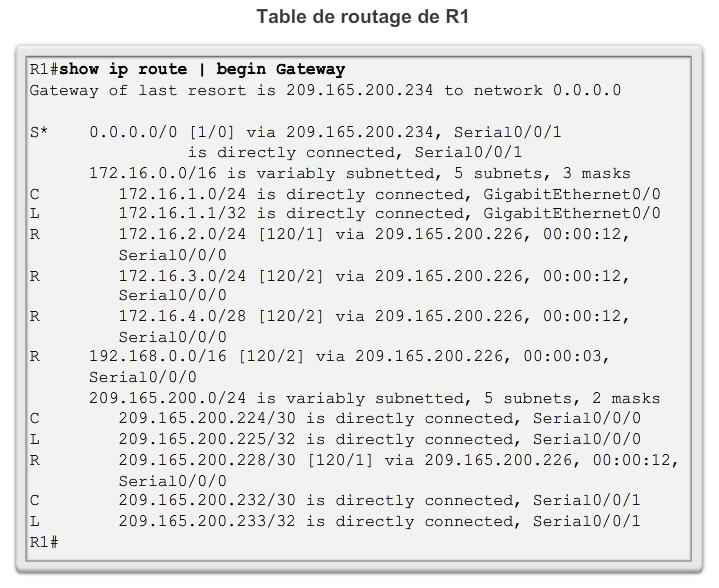 Table de routage de R1
R1#show ip route | begin Gateway
Gateway of last resort is 209.165.200.234 to network 0.0.0.0
S* 0.0.0.0/0 [1/0] via 209.165.200.234, Serial0/0/1
is directly connected, Serial0/0/1
172.16.0.0/16 is variably subnetted, 5 subnets, 3 masks
C 172.16.1.0/24 is directly connected, GigabitEthernet0/0
L 172.16.1.1/32 is directly connected, GigabitEthernet0/0
R 172.16.2.0/24 [120/1] via 209.165.200.226, 00:00:12,
Serial0/0/0
R 172.16.3.0/24 [120/2] via 209.165.200.226, 00:00:12,
Serial0/0/0
R 172.16.4.0/28 [120/2] via 209.165.200.226, 00:00:12,
Serial0/0/0
R 192.168.0.0/16 [120/2] via 209.165.200.226, 00:00:03,
Serial0/0/0
209.165.200.0/24 is variably subnetted, 5 subnets, 2 masks
C 209.165.200.224/30 is directly connected, Serial0/0/0
L 209.165.200.225/32 is directly connected, Serial0/0/0
R 209.165.200.228/30 [120/1] via 209.165.200.226, 00:00:12,
Serial0/0/0
C 209.165.200.232/30 is directly connected, Serial0/0/1
L 209.165.200.233/32 is directly connected, Serial0/0/1
R1#